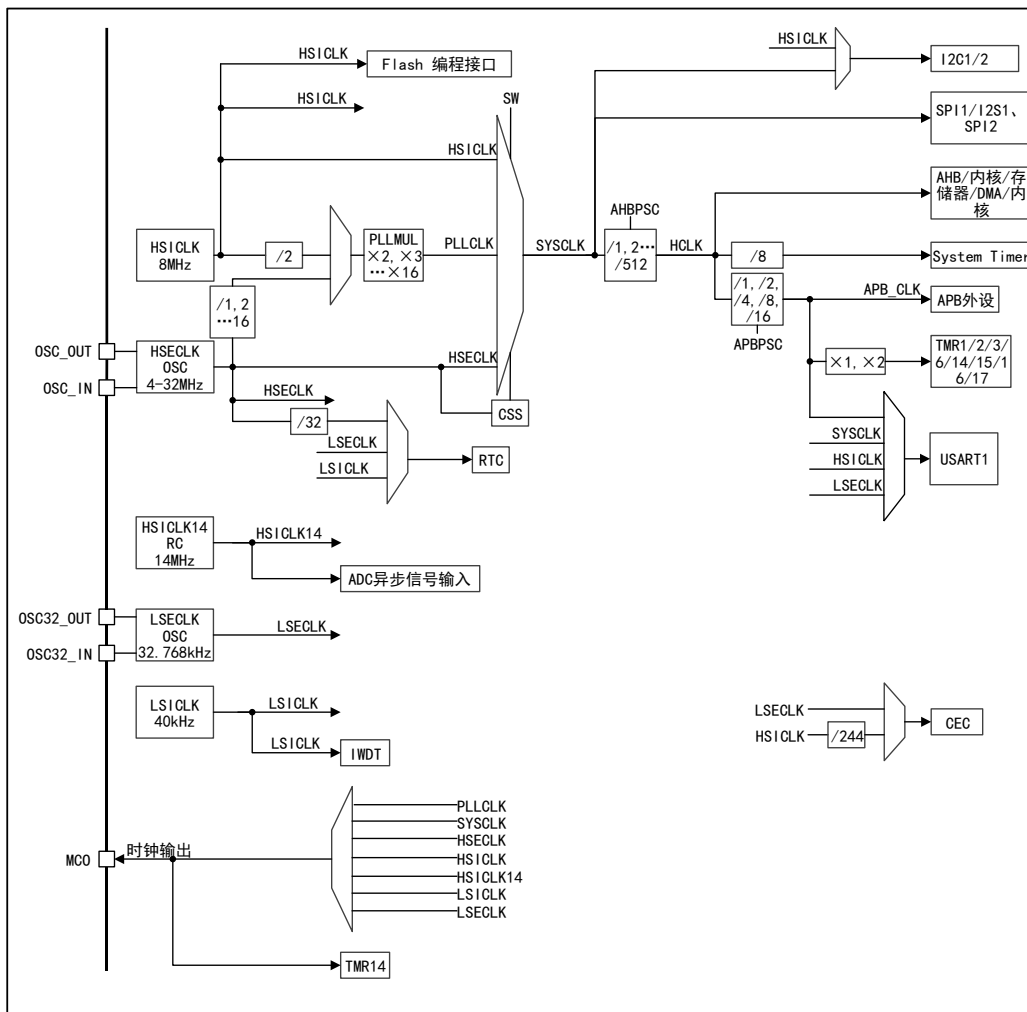 HSICLK
Flash 编程接口
HSICLK
SW
HSICLK
HSICLK
I2C1/2
SPI1/I2S1、
SPI2
AHB/内核/存
储器/DMA/内
核
HSICLK
8MHz
/2
PLLMUL
×2, ×3
…×16
PLLCLK
SYSCLK
AHBPSC
/1, 2…
/512
HCLK
/8
System Timer
/1, 2
…16
/1, /2,
/4, /8,
/16
APBPSC
APB_CLK
APB外设
OSC_OUT
OSC_IN
HSECLK
OSC
4-32MHz
HSECLK
HSECLK
CSS
×1, ×2
TMR1/2/3/
6/14/15/1
6/17
/32
LSECLK
LSICLK
RTC
SYSCLK
HSICLK
LSECLK
USART1
HSICLK14
RC
14MHz
HSICLK14
ADC异步信号输入
OSC32_OUT
OSC32_IN
LSECLK
OSC
32.768kHz
LSECLK
LSICLK
40kHz
LSICLK
LSICLK
IWDT
LSECLK
HSICLK
/244
CEC
MCO
时钟输出
PLLCLK
SYSCLK
HSECLK
HSICLK
HSICLK14
LSICLK
LSECLK
TMR14